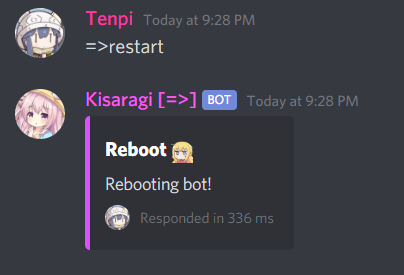 Tenpi Today at 9:28 PM
=>restart
Kisaragi [=>] BOT Today at 9:28 PM
Reboot
Rebooting bot!
Responded in 336 ms